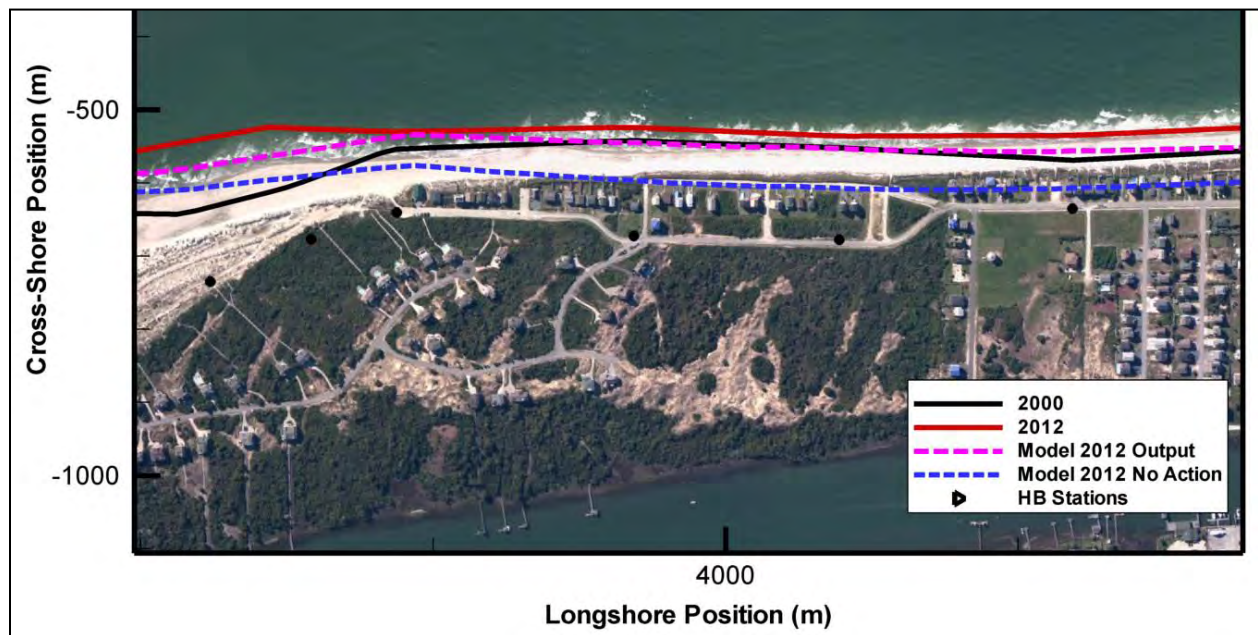 Cross-Shore Position (m)
-500
-1000
2000
2012
Model 2012 Output
Model 2012 No Action
HB Stations
4000
Longshore Position (m)